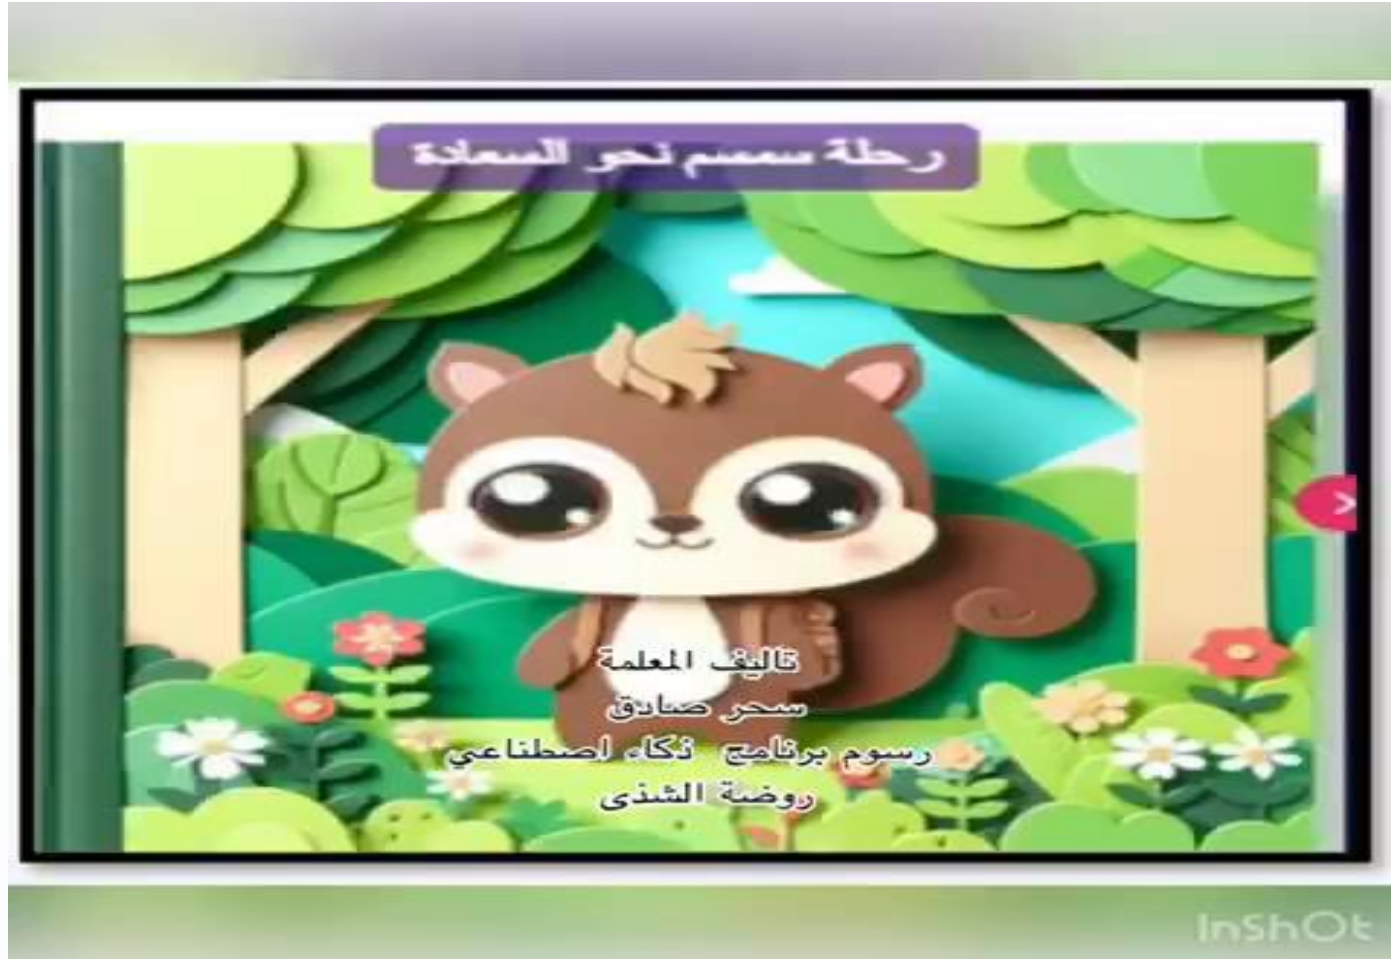 رحلة سمسم نحو السعادة
تاليف المعلمة
سحر صادق
رسوم برنامج ذكاء اصطناعي
روضة الشذى
InShOt